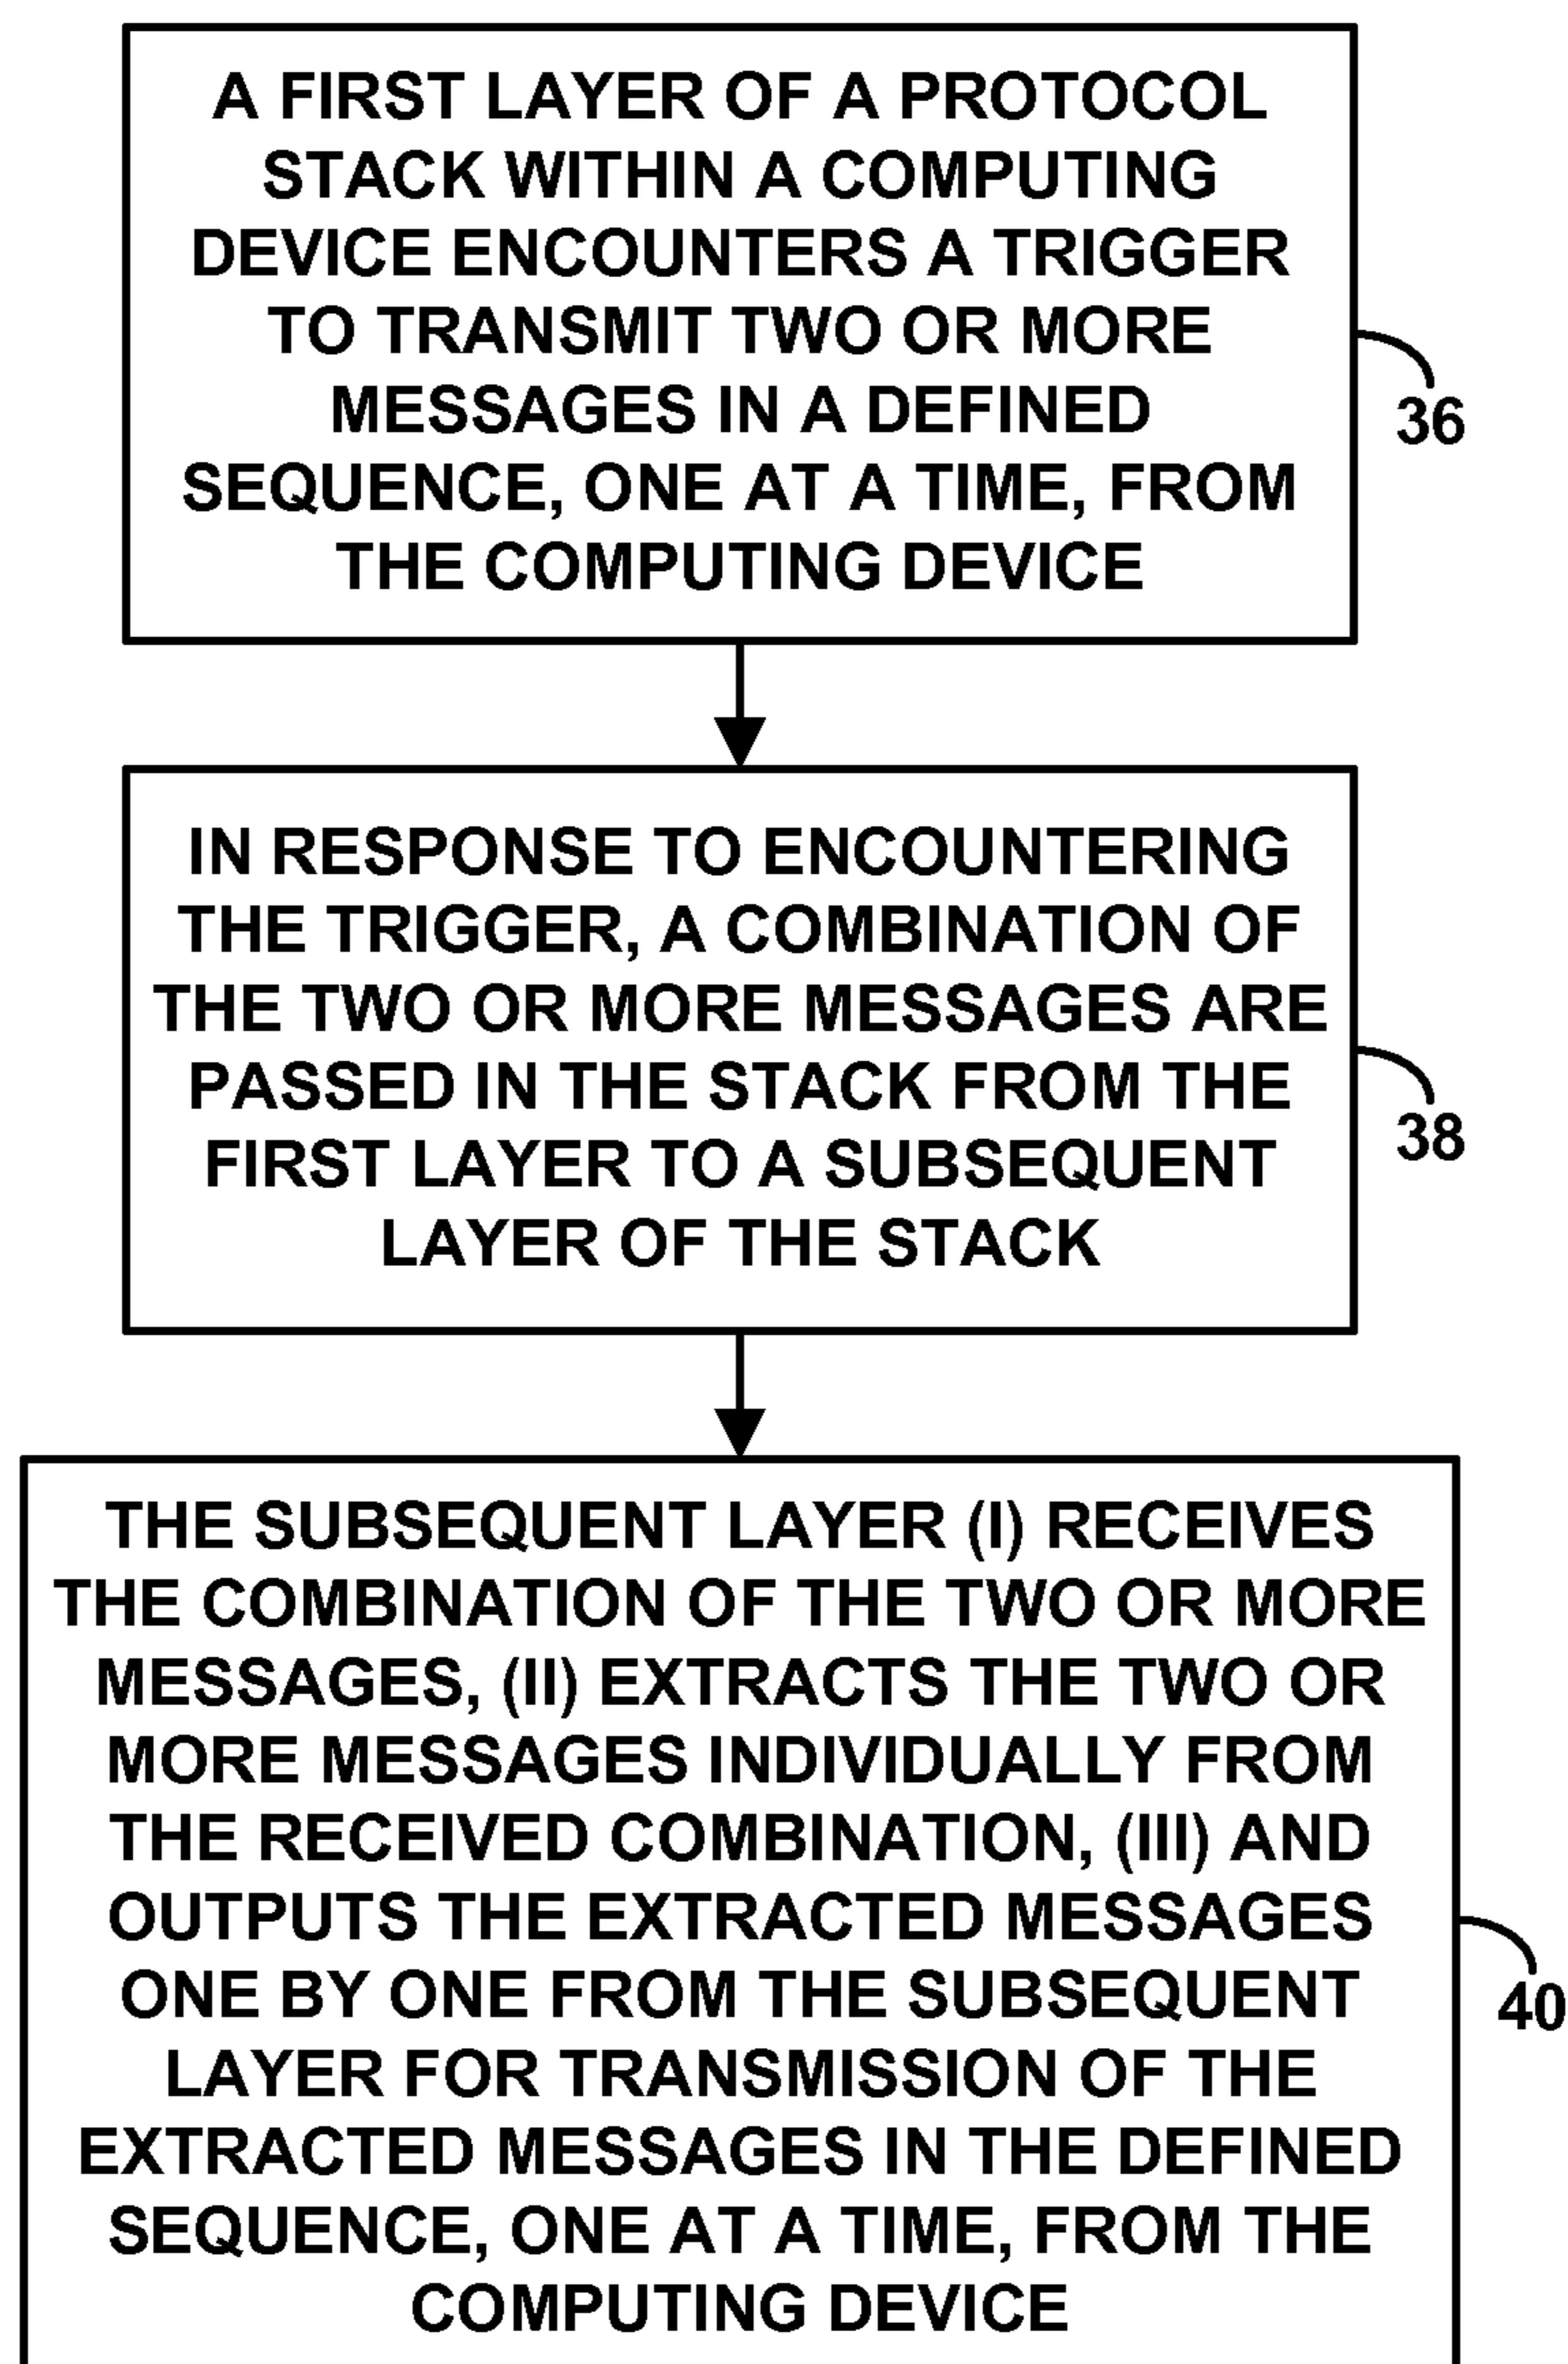 A FIRST LAYER OF A PROTOCOL
STACK WITHIN A COMPUTING
DEVICE ENCOUNTERS A TRIGGER
TO TRANSMIT TWO OR MORE
MESSAGES IN A DEFINED
SEQUENCE, ONE AT A TIME, FROM
THE COMPUTING DEVICE
36
IN RESPONSE TO ENCOUNTERING
THE TRIGGER, A COMBINATION OF
THE TWO OR MORE MESSAGES ARE
PASSED IN THE STACK FROM THE
FIRST LAYER TO A SUBSEQUENT
LAYER OF THE STACK
38
THE SUBSEQUENT LAYER (I) RECEIVES
THE COMBINATION OF THE TWO OR MORE
MESSAGES, (II) EXTRACTS THE TWO OR
MORE MESSAGES INDIVIDUALLY FROM
THE RECEIVED COMBINATION, (III) AND
OUTPUTS THE EXTRACTED MESSAGES
ONE BY ONE FROM THE SUBSEQUENT
LAYER FOR TRANSMISSION OF THE
EXTRACTED MESSAGES IN THE DEFINED
SEQUENCE, ONE AT A TIME, FROM THE
COMPUTING DEVICE
40